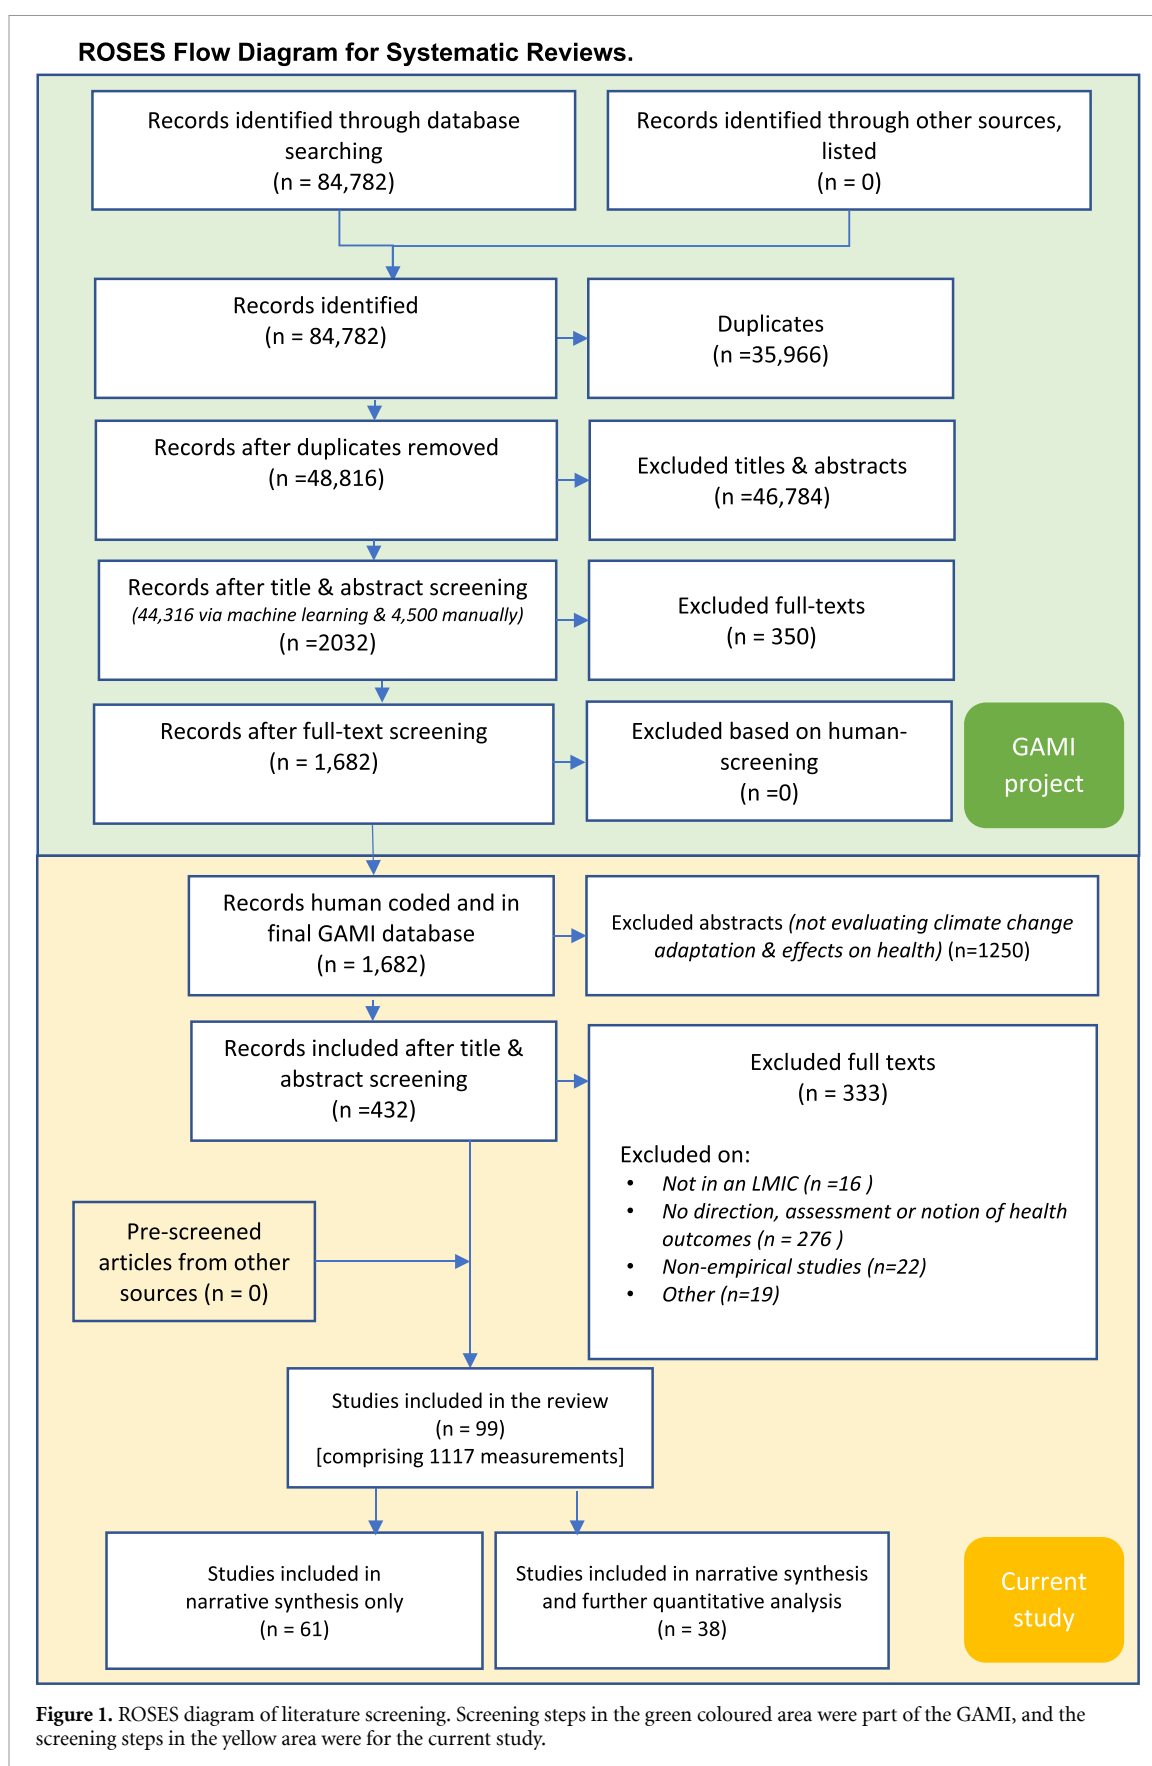 ROSES Flow Diagram for Systematic Reviews.
Records identified through database
searching
(n = 84,782)
Records identified through other sources,
listed
(n = 0)
Records identified
(n = 84,782)
Duplicates
(n =35,966)
Records after duplicates removed
(n =48,816)
Excluded titles & abstracts
(n =46,784)
Records after title & abstract screening
(44,316 via machine learning & 4,500 manually)
(n =2032)
Excluded full-texts
(n = 350)
Records after full-text screening
(n = 1,682)
Excluded based on human-
screening
(n =0)
GAMI
project
Records human coded and in
final GAMI database
(n = 1,682)
Excluded abstracts (not evaluating climate change
adaptation & effects on health) (n=1250)
Records included after title &
abstract screening
(n =432)
Excluded full texts
(n = 333)
Excluded on:
• Not in an LMIC (n =16 )
• No direction, assessment or notion of health
outcomes (n = 276 )
• Non-empirical studies (n=22)
• Other (n=19)
Pre-screened
articles from other
sources (n = 0)
Studies included in the review
(n = 99)
[comprising 1117 measurements]
Studies included in
narrative synthesis only
(n = 61)
Studies included in narrative synthesis
and further quantitative analysis
(n = 38)
Current
study
Figure 1. ROSES diagram of literature screening. Screening steps in the green coloured area were part of the GAMI, and the
screening steps in the yellow area were for the current study.